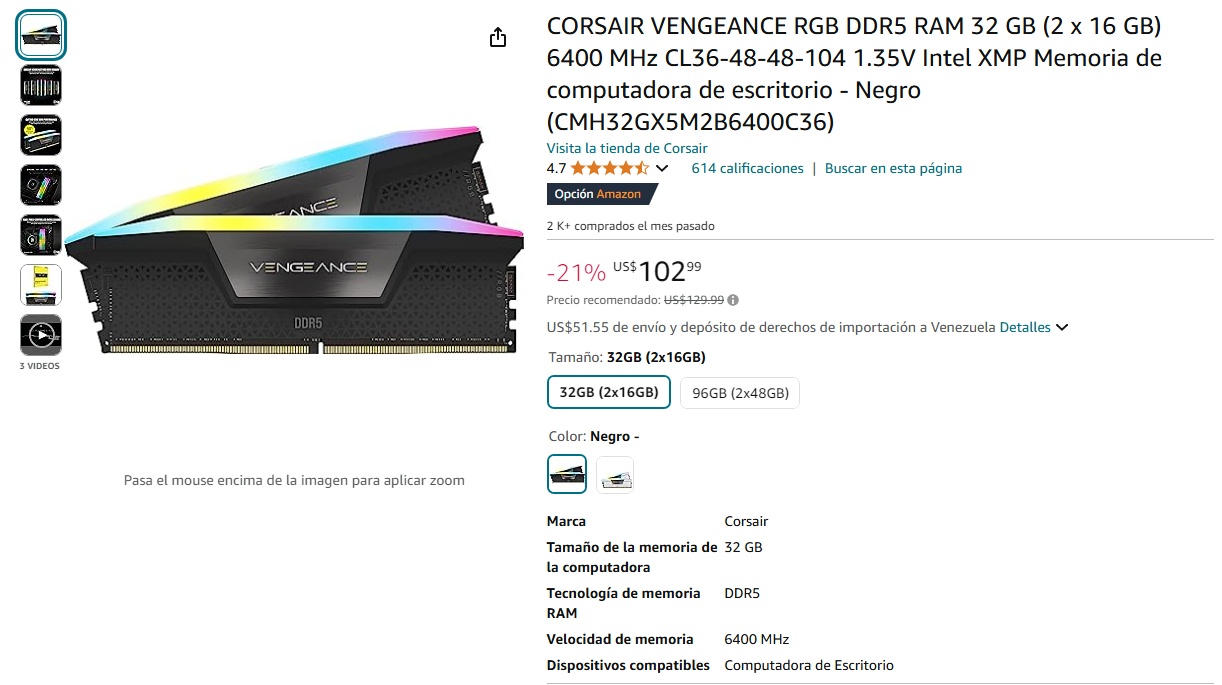 CORSAIR VENGEANCE RGB DDR5 RAM 32 GB (2 x 16 GB)
6400 MHz CL36-48-48-104 1.35V Intel XMP Memoria de
computadora de escritorio - Negro
(CMH32GX5M2B6400C36)
Visita la tienda de Corsair
4.7
614 calificaciones | Buscar en esta página
Opción Amazon
2 K+ comprados el mes pasado
-21% US$10299
Precio recomendado: US$129.99
US$51.55 de envío y depósito de derechos de importación a Venezuela Detalles
Tamaño: 32GB (2x16GB)
32GB (2x16GB) 96GB (2x48GB)
Color: Negro -
Marca Corsair
Tamaño de la memoria de 32 GB
la computadora
Tecnología de memoria DDR5
RAM
Velocidad de memoria 6400 MHz
Dispositivos compatibles Computadora de Escritorio
VENGEANCE
DDR5
3 VIDEOS
Pasa el mouse encima de la imagen para aplicar zoom